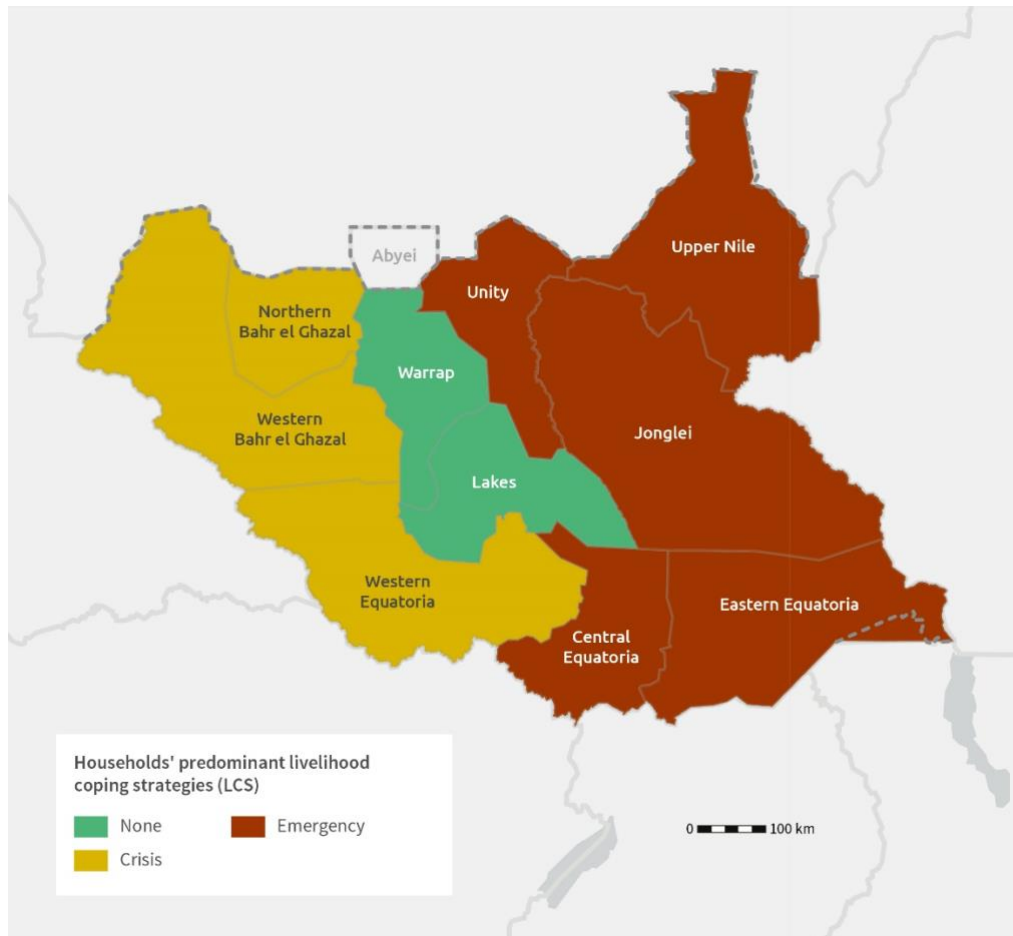 Abyei
Upper Nile
Unity
Northern
Bahr el Ghazal
Warrap
Western
Bahr el Ghazal
Jonglei
Lakes
Western
Equatoria
Eastern Equatoria
Central
Equatoria
Households' predominant livelihood
coping strategies (LCS)
None
Emergency
Crisis
0 100 km